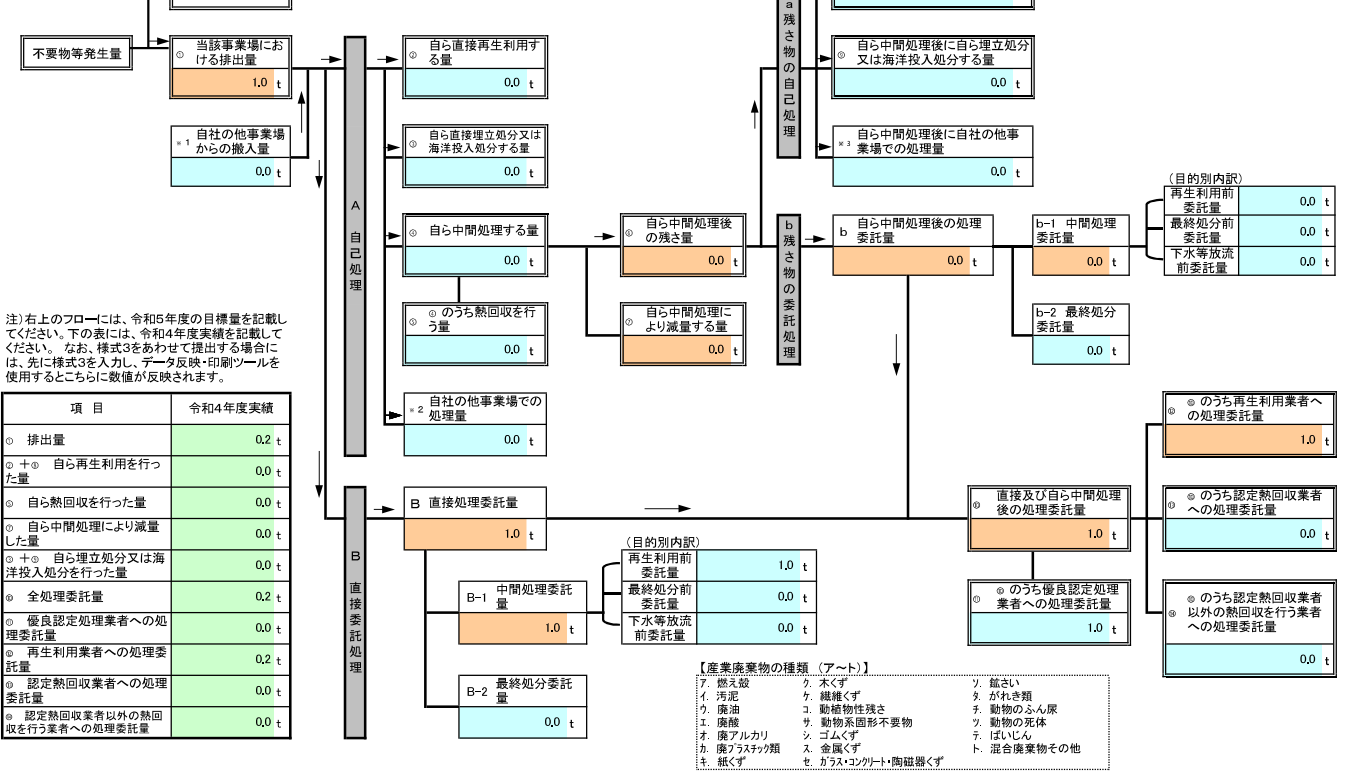 不要物等発生量
① 当該事業場にお
ける排出量
1.0 t
※1 自社の他事業場
からの搬入量
0.0 t
A 自己処理
② 自ら直接再生利用す
る量
0.0 t
③ 自ら直接埋立処分又は
海洋投入処分する量
0.0 t
④ 自ら中間処理する量
0.0 t
⑤ ④のうち熱回収を行
う量
0.0 t
※2 自社の他事業場での
処理量
0.0 t
⑥ 自ら中間処理後
の残さ量
0.0 t
⑦ 自ら中間処理に
より減量する量
0.0 t
a 残さ物の自己処理
⑨ 自ら中間処理後に自ら埋立処分
又は海洋投入処分する量
0.0 t
※3 自ら中間処理後に自社の他事
業場での処理量
0.0 t
b 残さ物の委託処理
b 自ら中間処理後の処理
委託量
0.0 t
b-1 中間処理
委託量
0.0 t
(目的別内訳)
再生利用前
委託量 0.0 t
最終処分前
委託量 0.0 t
下水等放流
前委託量 0.0 t
b-2 最終処分
委託量
0.0 t
注)右上のフローには、令和5年度の目標量を記載し
てください。下の表には、令和4年度実績を記載して
ください。 なお、様式3をあわせて提出する場合に
は、先に様式3を入力し、データ反映・印刷ツールを
使用するとこちらに数値が反映されます。
項 目 令和4年度実績
① 排出量 0.2 t
②+⑧ 自ら再生利用を行っ
た量 0.0 t
⑤ 自ら熱回収を行った量 0.0 t
⑦ 自ら中間処理により減量
した量 0.0 t
③+⑨ 自ら埋立処分又は海
洋投入処分を行った量 0.0 t
⑩ 全処理委託量 0.2 t
⑪ 優良認定処理業者への処
理委託量 0.0 t
⑫ 再生利用業者への処理委
託量 0.2 t
⑬ 認定熱回収業者への処理
委託量 0.0 t
⑭ 認定熱回収業者以外の熱回
収を行う業者への処理委託量 0.0 t
B 直接委託処理
B 直接処理委託量
1.0 t
B-1 中間処理委託
量
1.0 t
(目的別内訳)
再生利用前
委託量 1.0 t
最終処分前
委託量 0.0 t
下水等放流
前委託量 0.0 t
B-2 最終処分委託
量
0.0 t
⑩ 直接及び自ら中間処理
後の処理委託量
1.0 t
⑪ ⑩のうち優良認定処理
業者への処理委託量
1.0 t
⑫ ⑩のうち再生利用業者へ
の処理委託量
1.0 t
⑬ ⑩のうち認定熱回収業者
への処理委託量
0.0 t
⑭ ⑩のうち認定熱回収業者
以外の熱回収を行う業者
への処理委託量
0.0 t
【産業廃棄物の種類 (ア～ト)】
ア. 燃え殻 ク. 木くず ソ. 鉱さい
イ. 汚泥 ケ. 繊維くず タ. がれき類
ウ. 廃油 コ. 動植物性残さ チ. 動物のふん尿
エ. 廃酸 サ. 動物系固形不要物 ツ. 動物の死体
オ. 廃アルカリ シ. ゴムくず テ. ばいじん
カ. 廃プラスチック類 ス. 金属くず ト. 混合廃棄物その他
キ. 紙くず セ. ガラス・コンクリート・陶磁器くず